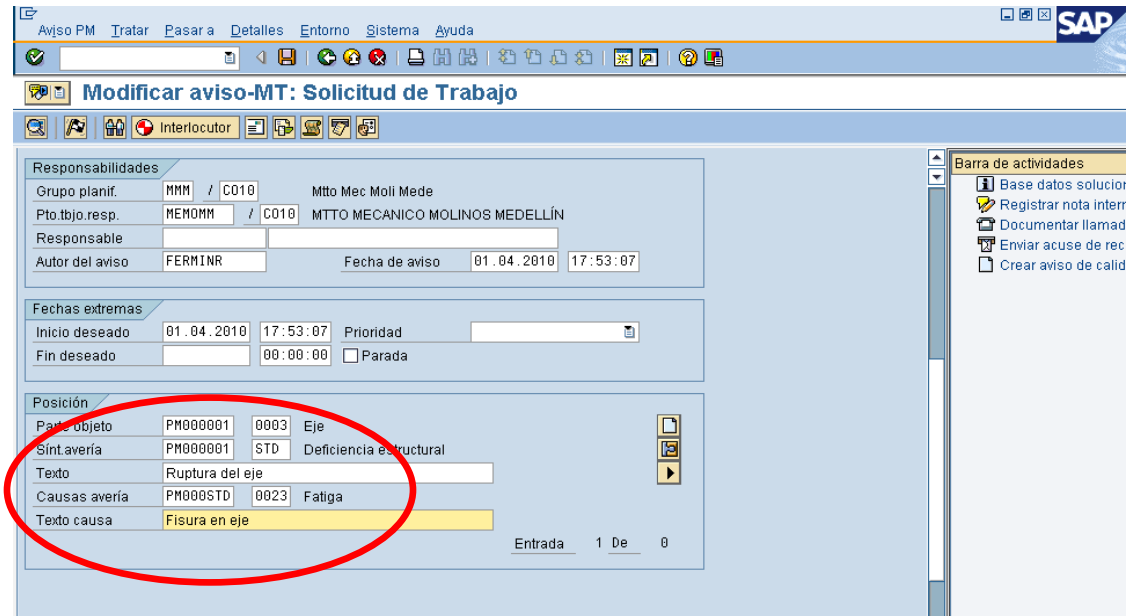 Aviso PM Tratar Pasar a Detalles Entorno Sistema Ayuda
SAP
Modificar aviso-MT: Solicitud de Trabajo
Interlocutor
Responsabilidades
Grupo planif. MMM / CO10 Mtto Mec Moli Mede
Pto.tbjo.resp. MEMOMM / CO10 MTTO MECANICO MOLINOS MEDELLÍN
Responsable
Autor del aviso FERMINR Fecha de aviso 01.04.2010 17:53:07
Fechas extremas
Inicio deseado 01.04.2010 17:53:07 Prioridad
Fin deseado 00:00:00 Parada
Posición
Parte objeto PM000001 0003 Eje
Sínt.avería PM000001 STD Deficiencia estructural
Texto Ruptura del eje
Causas avería PM000STD 0023 Fatiga
Texto causa Fisura en eje
Entrada 1 De 0
Barra de actividades
Base datos solucion
Registrar nota intern
Documentar llamad
Enviar acuse de rec
Crear aviso de calid